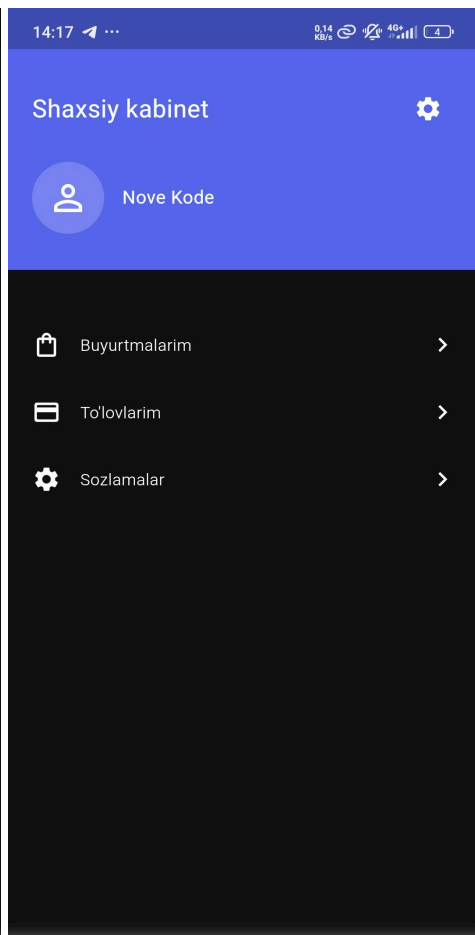 14:17 ...
0,14 KB/s 4G+ 4
Shaxsiy kabinet
Nove Kode
Buyurtmalarim
To'lovlarim
Sozlamalar